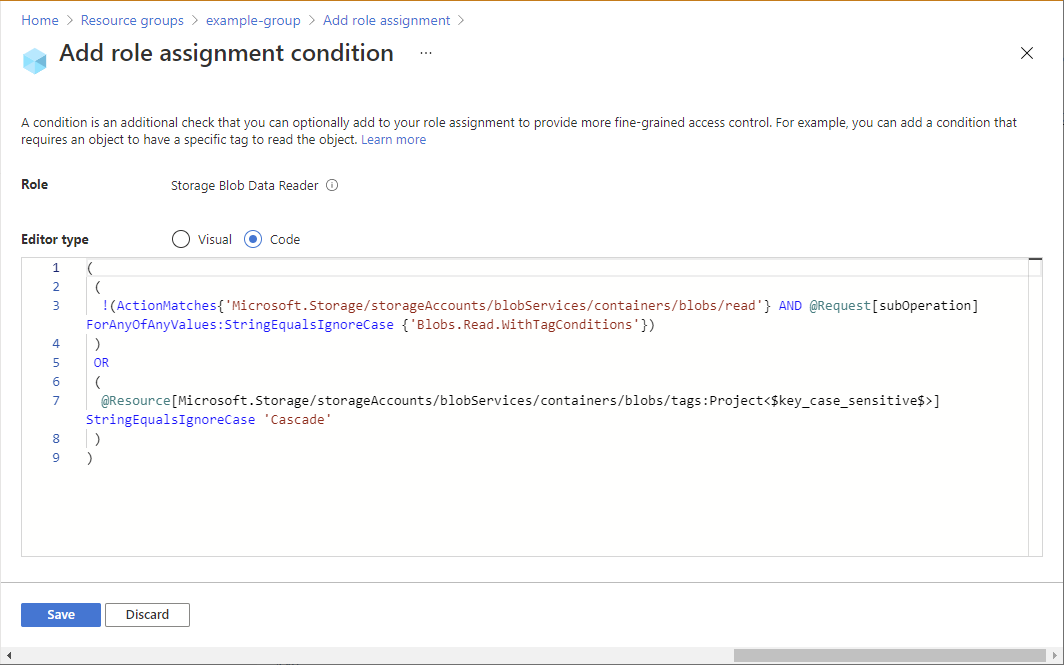 Home > Resource groups > example-group > Add role assignment >
Add role assignment condition ...
A condition is an additional check that you can optionally add to your role assignment to provide more fine-grained access control. For example, you can add a condition that
requires an object to have a specific tag to read the object. Learn more
Role Storage Blob Data Reader
Editor type Visual Code
1 (
2 (
3 !(ActionMatches{'Microsoft.Storage/storageAccounts/blobServices/containers/blobs/read'} AND @Request[subOperation]
ForAnyOfAnyValues:StringEqualsIgnoreCase {'Blobs.Read.WithTagConditions'})
4 )
5 OR
6 (
7 @Resource[Microsoft.Storage/storageAccounts/blobServices/containers/blobs/tags:Project<$key_case_sensitive$>]
StringEqualsIgnoreCase 'Cascade'
8 )
9 )
Save Discard